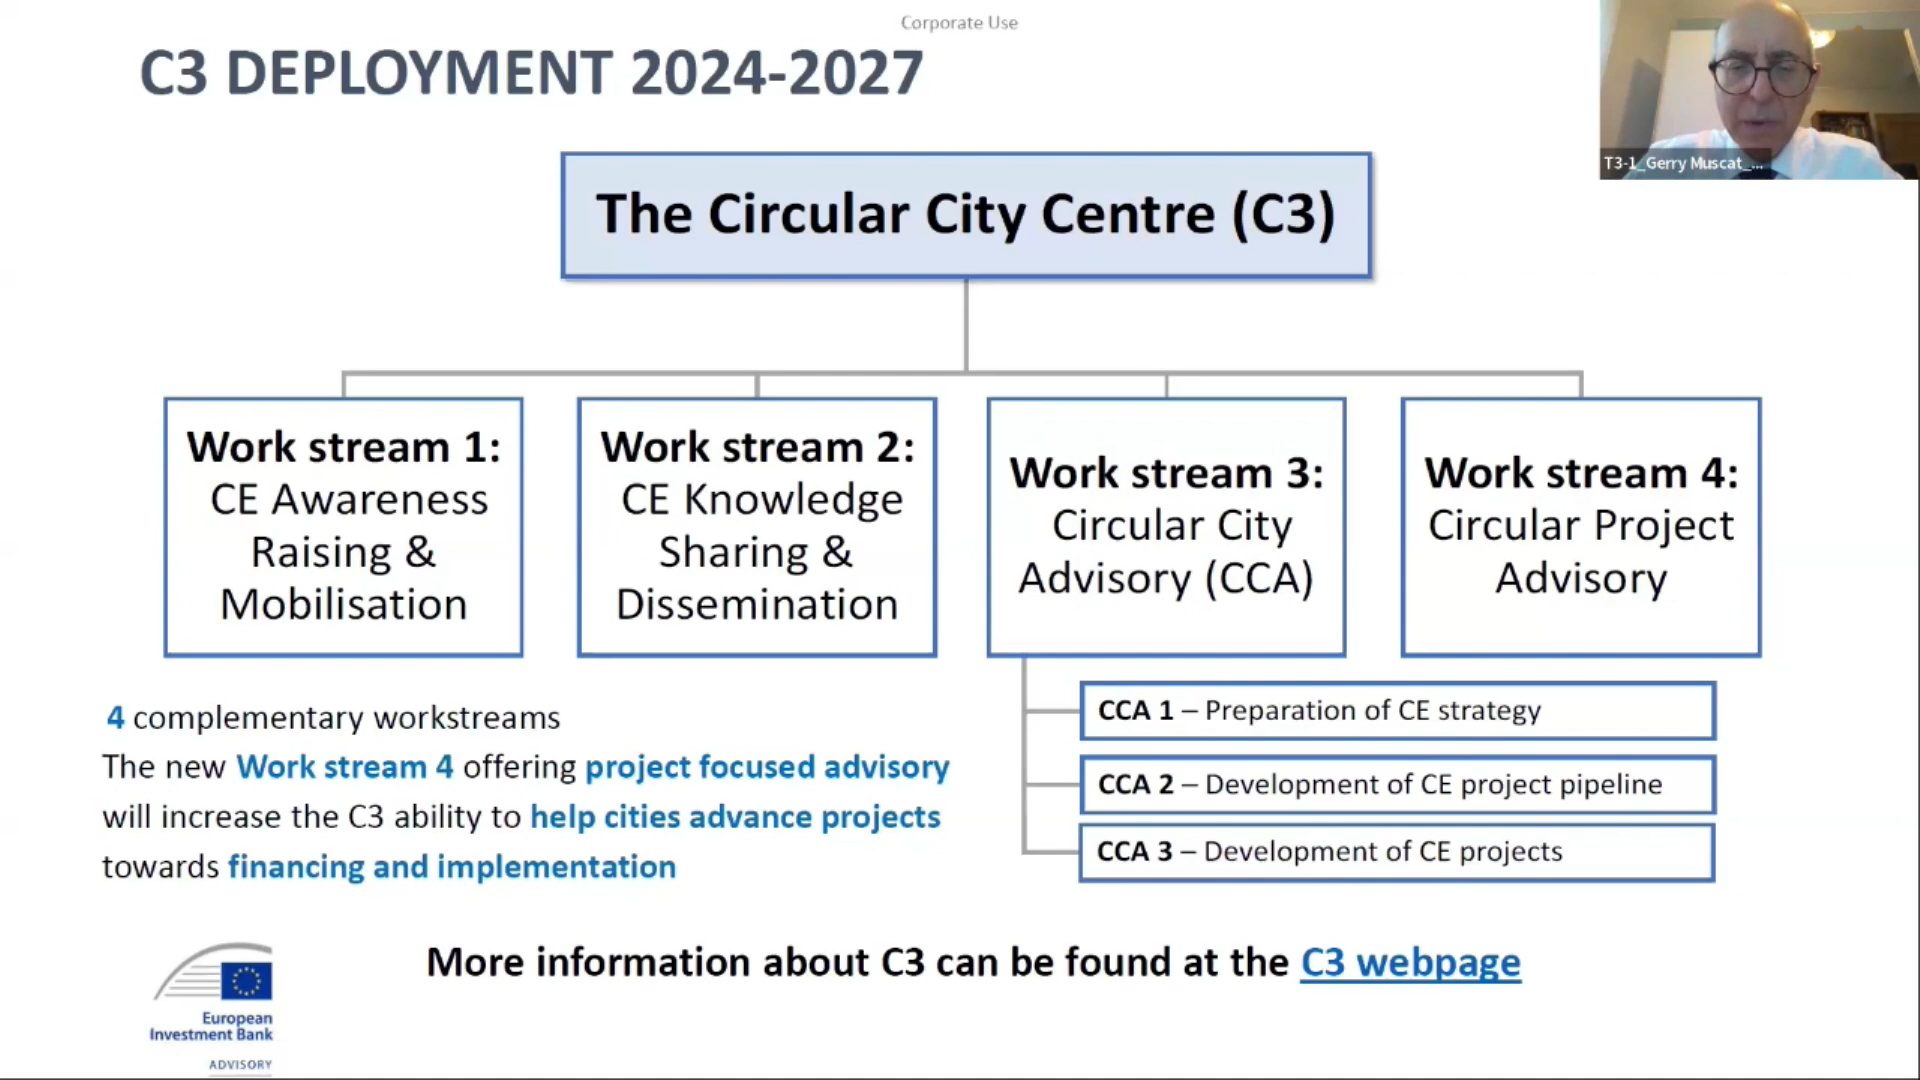 Corporate Use
C3 DEPLOYMENT 2024-2027
T3-1_Gerry Muscat_...
The Circular City Centre (C3)
Work stream 1:
CE Awareness
Raising &
Mobilisation
Work stream 2:
CE Knowledge
Sharing &
Dissemination
Work stream 3:
Circular City
Advisory (CCA)
Work stream 4:
Circular Project
Advisory
4 complementary workstreams
The new Work stream 4 offering project focused advisory
will increase the C3 ability to help cities advance projects
towards financing and implementation
CCA 1 – Preparation of CE strategy
CCA 2 – Development of CE project pipeline
CCA 3 – Development of CE projects
More information about C3 can be found at the C3 webpage
European
Investment Bank
ADVISORY